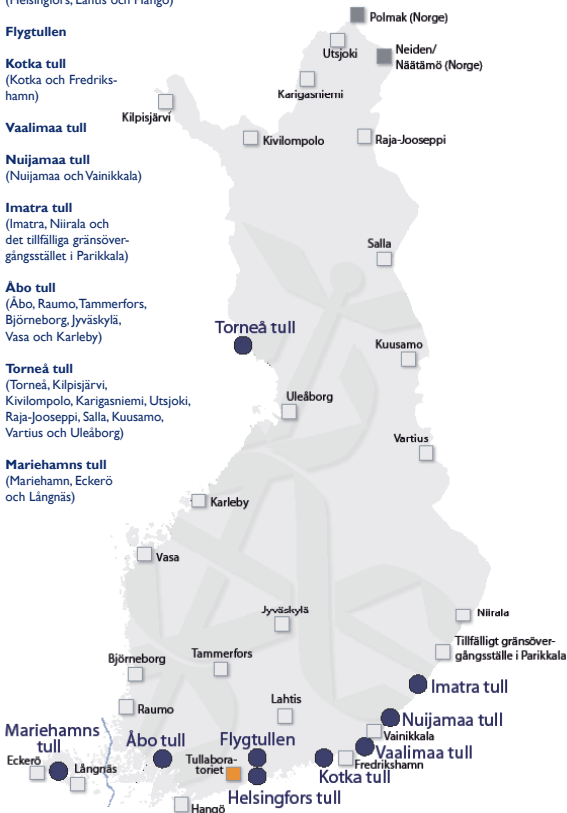 (Helsingfors, Lahtis och Hangö)
Flygtullen
Kotka tull
(Kotka och Fredriks-
hamn)
Vaalimaa tull
Nuijamaa tull
(Nuijamaa och Vainikkala)
Imatra tull
(Imatra, Niirala och
det tillfälliga gränsöver-
gångsstället i Parikkala)
Åbo tull
(Åbo, Raumo, Tammerfors,
Björneborg, Jyväskylä,
Vasa och Karleby)
Torneå tull
(Torneå, Kilpisjärvi,
Kivilompolo, Karigasniemi, Utsjoki,
Raja-Jooseppi, Salla, Kuusamo,
Vartius och Uleåborg)
Mariehamns tull
(Mariehamn, Eckerö
och Långnäs)
Polmak (Norge)
Utsjoki
Neiden/
Näätämö (Norge)
Karigasniemi
Kilpisjärvi
Kivilompolo
Raja-Jooseppi
Salla
Torneå tull
Kuusamo
Uleåborg
Vartius
Karleby
Vasa
Jyväskylä
Niirala
Tillfälligt gränsöver-
gångsställe i Parikkala
Björneborg
Tammerfors
Imatra tull
Raumo
Lahtis
Nuijamaa tull
Vainikkala
Mariehamns
tull
Åbo tull
Flygtullen
Vaalimaa tull
Eckerö
Långnäs
Tullabora-
toriet
Fredrikshamn
Kotka tull
Helsingfors tull
Hangö